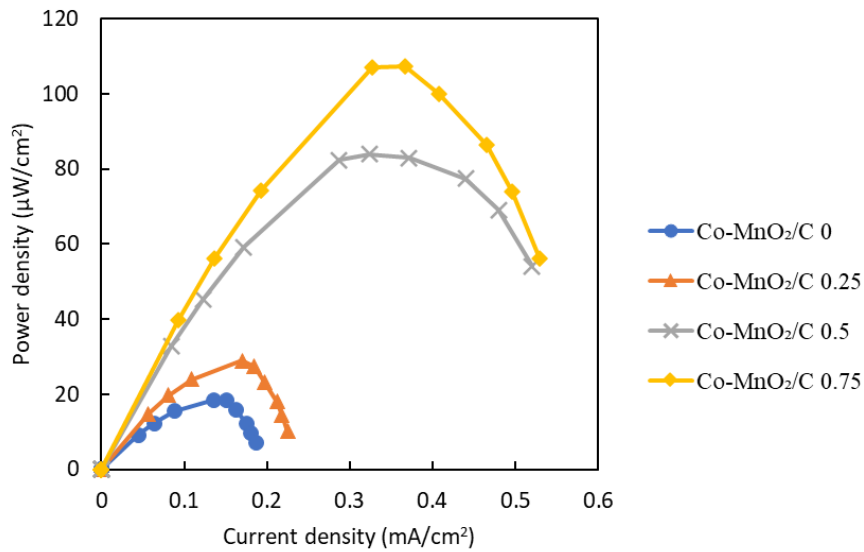 120
100
80
60
40
20
0
Power density (µW/cm²)
0
0.1
0.2
0.3
0.4
0.5
0.6
Current density (mA/cm²)
Co-MnO₂/C 0
Co-MnO₂/C 0.25
Co-MnO₂/C 0.5
Co-MnO₂/C 0.75